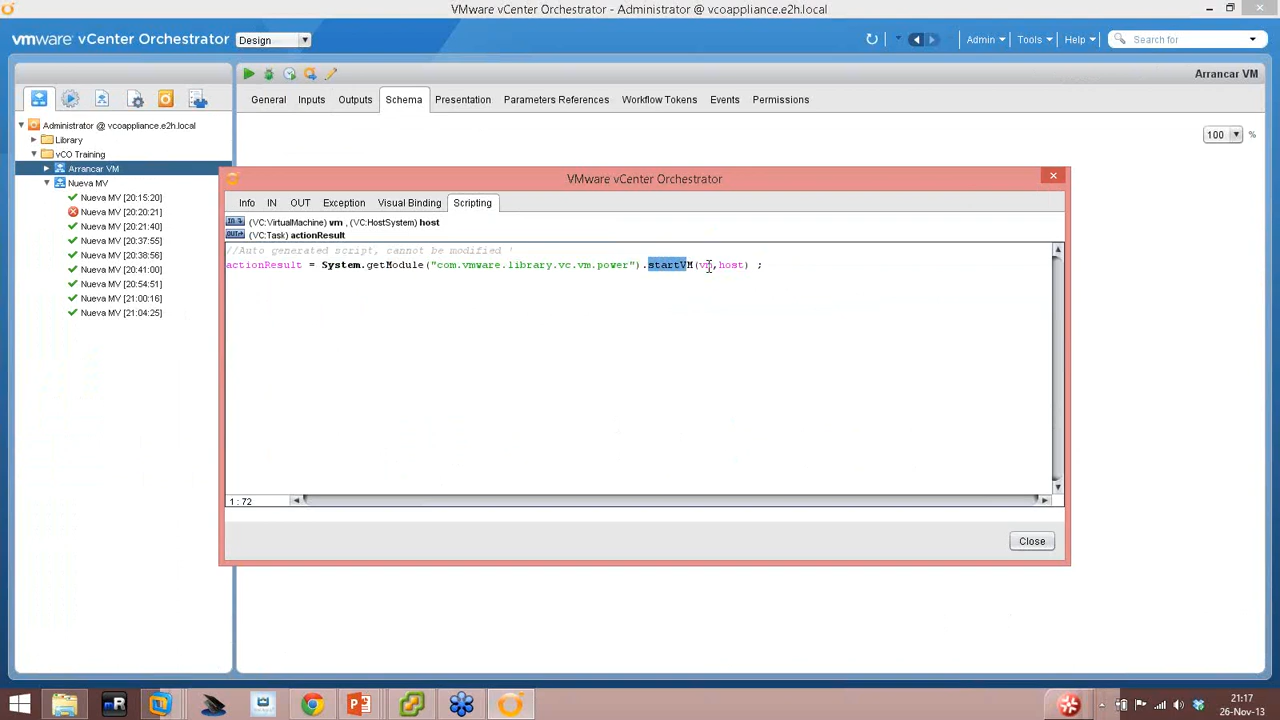 VMware vCenter Orchestrator - Administrator @ vcoappliance.e2h.local
vmware vCenter Orchestrator
Design
Admin
Tools
Help
Search for
Arrancar VM
General
Inputs
Outputs
Schema
Presentation
Parameters References
Workflow Tokens
Events
Permissions
100
%
Administrator @ vcoappliance.e2h.local
Library
vCO Training
Arrancar VM
Nueva MV
Nueva MV [20:15:20]
Nueva MV [20:20:21]
Nueva MV [20:21:40]
Nueva MV [20:37:55]
Nueva MV [20:38:56]
Nueva MV [20:41:00]
Nueva MV [20:54:51]
Nueva MV [21:00:16]
Nueva MV [21:04:25]
VMware vCenter Orchestrator
Info
IN
OUT
Exception
Visual Binding
Scripting
IN (VC:VirtualMachine) vm , (VC:HostSystem) host
OUT (VC:Task) actionResult
//Auto generated script, cannot be modified '
actionResult = System.getModule("com.vmware.library.vc.vm.power").startVM(vm,host) ;
1 : 72
Close
21:17
26-Nov-13